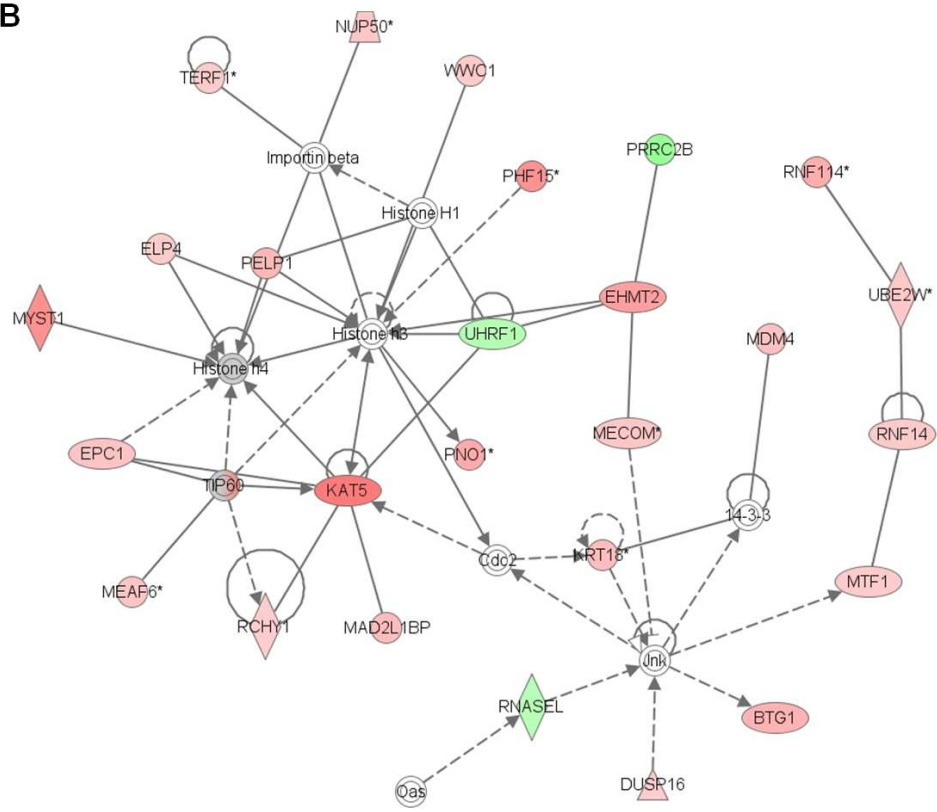 B
NUP50*
TERF1*
WWC1
Importin beta
PRRC2B
PHF15*
RNF114*
Histone H1
ELP4
PELP1
EHMT2
UBE2W*
MYST1
Histone h3
UHRF1
MDM4
Histone h4
MECOM*
RNF14
EPC1
PNO1*
TIP60
KAT5
14-3-3
Cdc2
KRT18*
MTF1
MEAF6*
RCHY1
MAD2L1BP
Jnk
RNASEL
BTG1
DUSP16
Oas